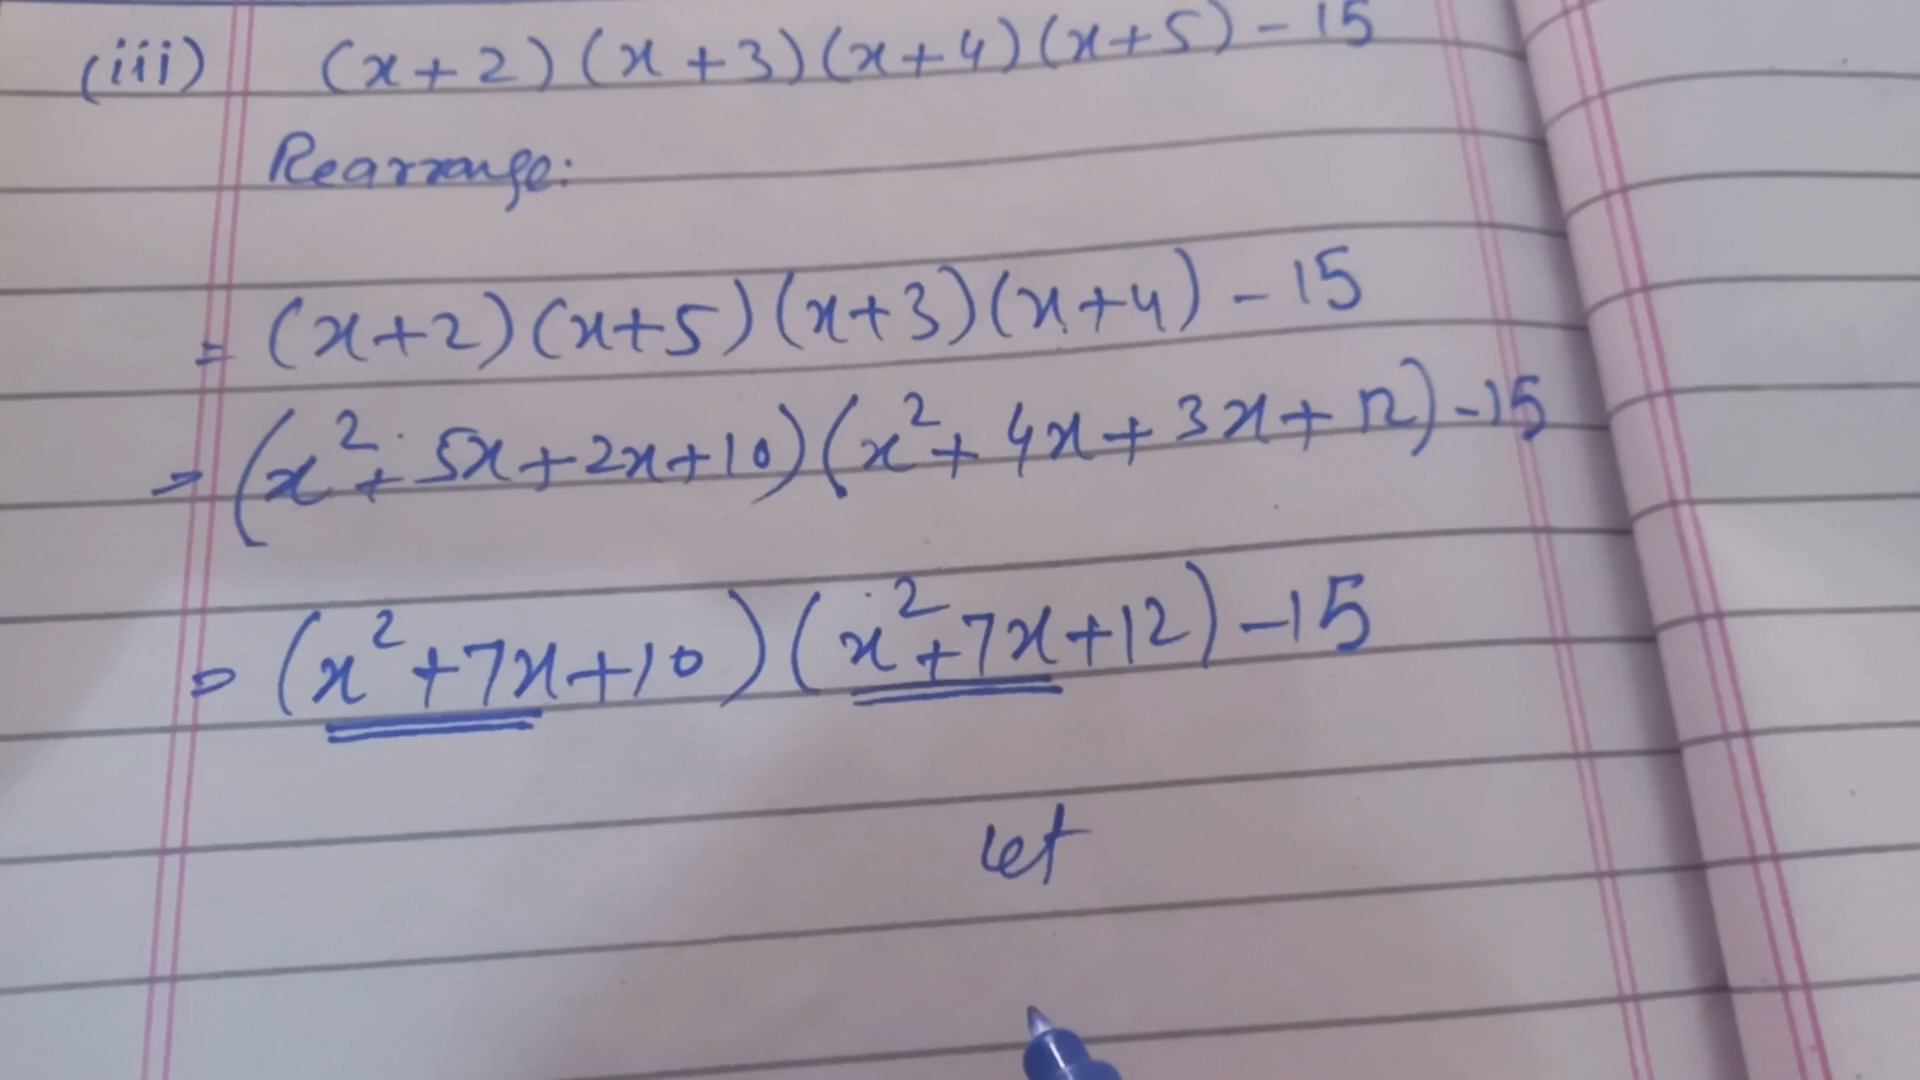 (iii) (x+2)(x+3)(x+4)(x+5)-15
Rearrange:
= (x+2)(x+5)(x+3)(x+4)-15
= (x²+5x+2x+10)(x²+4x+3x+12)-15
= (x²+7x+10)(x²+7x+12)-15
let